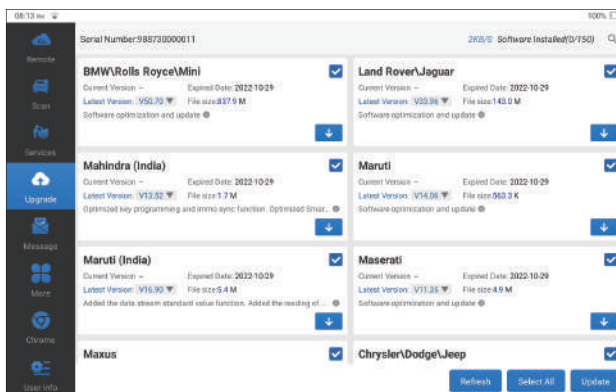 08:13 PM 100%
Serial Number:988730000011 2KB/S Software Installed(0/150)
Remote
Scan
Services
Upgrade
Message
More
Chrome
User Info
BMW\Rolls Royce\Mini
Current Version -- Expired Date: 2022-10-29
Latest Version: V50.70 ▼ File size:837.9 M
Software optimization and update
Land Rover\Jaguar
Current Version -- Expired Date: 2022-10-29
Latest Version: V33.96 ▼ File size:143.0 M
Software optimization and update
Mahindra (India)
Current Version -- Expired Date: 2022-10-29
Latest Version: V13.52 ▼ File size:1.7 M
Optimized key programming and immo sync function. Optimized Smar...
Maruti
Current Version -- Expired Date: 2022-10-29
Latest Version: V14.06 ▼ File size:560.3 K
Software optimization and update
Maruti (India)
Current Version -- Expired Date: 2022-10-29
Latest Version: V16.90 ▼ File size:5.4 M
Added the data stream standard value function. Added the reading of ...
Maserati
Current Version -- Expired Date: 2022-10-29
Latest Version: V11.35 ▼ File size:4.9 M
Software optimization and update
Maxus
Chrysler\Dodge\Jeep
Refresh Select All Update